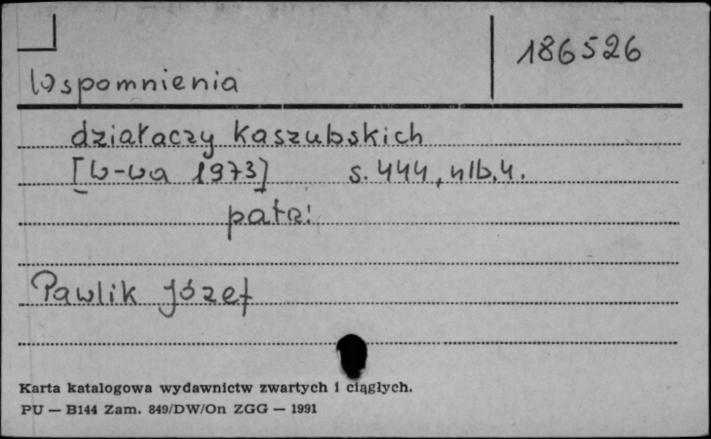 186526
Wspomnienia
działaczy kaszubskich
[W-wa 1973] s. 444, nlb. 4.
patrz:
Pawlik Józef
Karta katalogowa wydawnictw zwartych i ciągłych.
PU — B144 Zam. 849/DW/On ZGG — 1991